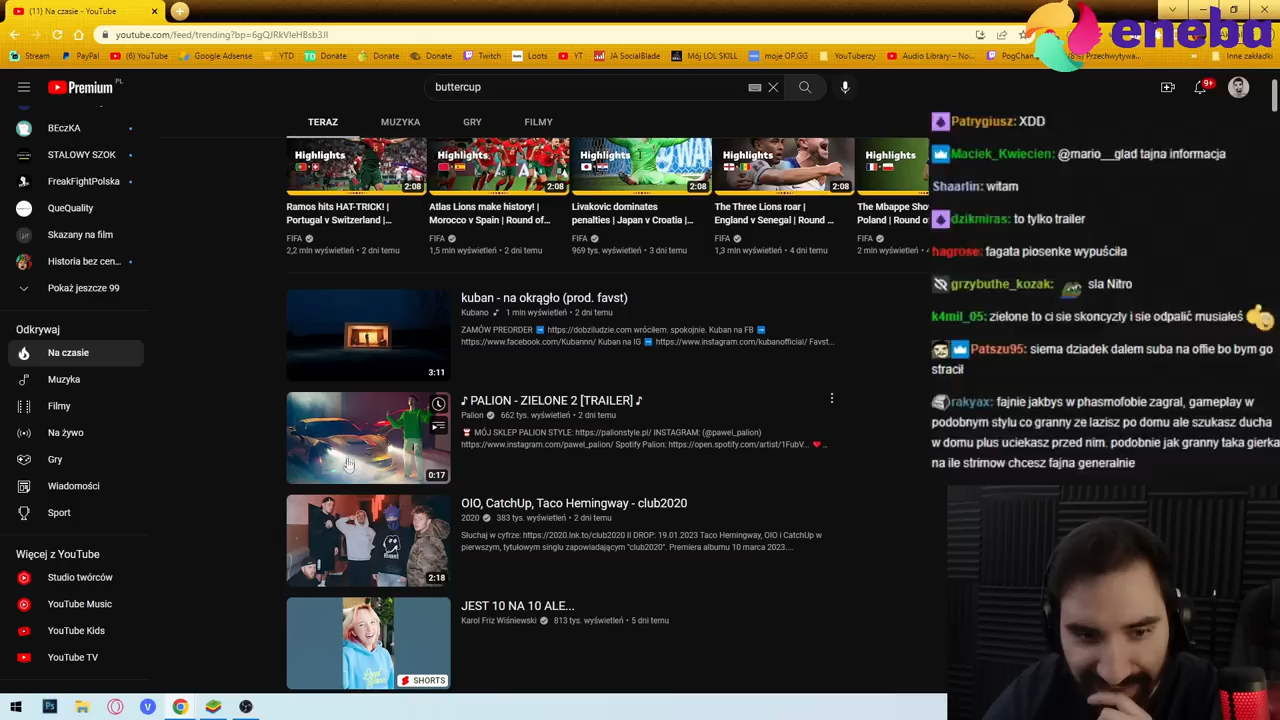 (11) Na czasie - YouTube
eneba
youtube.com/feed/trending?bp=6gQJRkVleHBsb3Jl
Stream
PayPal
(6) YouTube
Google Adsense
YTD
Donate
Donate
Donate
Twitch
Loots
YT
IA SocialBlade
Mój LOL SKILL
moje OP.GG
YouTuberzy
Audio Library – No...
PogChan
Przechwytywa...
Inne zakładki
Premium PL
buttercup
9+
TERAZ
MUZYKA
GRY
FILMY
BEczKA
STALOWY SZOK
FreakFightPolska
QueQuality
Skazany na film
Historia bez cen...
Pokaż jeszcze 99
Odkrywaj
Na czasie
Muzyka
Filmy
Na żywo
Gry
Wiadomości
Sport
Więcej z YouTube
Studio twórców
YouTube Music
YouTube Kids
YouTube TV
Highlights
2:08
Ramos hits HAT-TRICK! |
Portugal v Switzerland |...
FIFA
2,2 mln wyświetleń • 2 dni temu
Highlights
2:08
Atlas Lions make history! |
Morocco v Spain | Round of...
FIFA
1,5 mln wyświetleń • 2 dni temu
Highlights
2:08
Livakovic dominates
penalties | Japan v Croatia |...
FIFA
969 tys. wyświetleń • 3 dni temu
Highlights
2:08
The Three Lions roar |
England v Senegal | Round ...
FIFA
1,3 mln wyświetleń • 4 dni temu
Highlights
The Mbappe Sho
Poland | Round o
FIFA
2 mln wyświetleń •
kuban - na okrągło (prod. favst)
Kubano ♪ 1 mln wyświetleń • 2 dni temu
ZAMÓW PREORDER ➡ https://dobziludzie.com wróciłem. spokojnie. Kuban na FB ➡
https://www.facebook.com/Kubannn/ Kuban na IG ➡ https://www.instagram.com/kubanofficial/ Favst...
3:11
♪ PALION - ZIELONE 2 [TRAILER] ♪
Palion 662 tys. wyświetleń • 2 dni temu
MÓJ SKLEP PALION STYLE: https://palionstyle.pl/ INSTAGRAM: (@pawel_palion)
https://www.instagram.com/pawel_palion/ Spotify Palion: https://open.spotify.com/artist/1FubV... ❤
0:17
OIO, CatchUp, Taco Hemingway - club2020
2020 383 tys. wyświetleń • 2 dni temu
Słuchaj w cyfrze: https://2020.lnk.to/club2020 II DROP: 19.01.2023 Taco Hemingway, OIO i CatchUp w
pierwszym, tytułowym singlu zapowiadającym "club2020". Premiera albumu 10 marca 2023....
2:18
JEST 10 NA 10 ALE...
Karol Friz Wiśniewski 813 tys. wyświetleń • 5 dni temu
SHORTS
Patrygiusz: XDD
Maciek_Kwiecien: @mario__glad tajna informacja
Shaarlin: witam
dzikmiras: to tylko trailer
hagrose: fagata piosenke wypuściła
grzybuthe_kozak: sla Nitro
k4mil_05: zielone to ci sie skonczyły i sie odpalić musiałeś
Patszu95: siema dziadek dalem suba na offie bo bym go
stracił
rakyax: fajnie jakbys w phasmofobie zagral, gameplay w
podobnym stylu co granny ze lazisz po domu ale szukasz ducha
w domu plus uciekasz przed nim. podobnie jak granny taka gierka
na ile strimow chcesz fajna generalnie